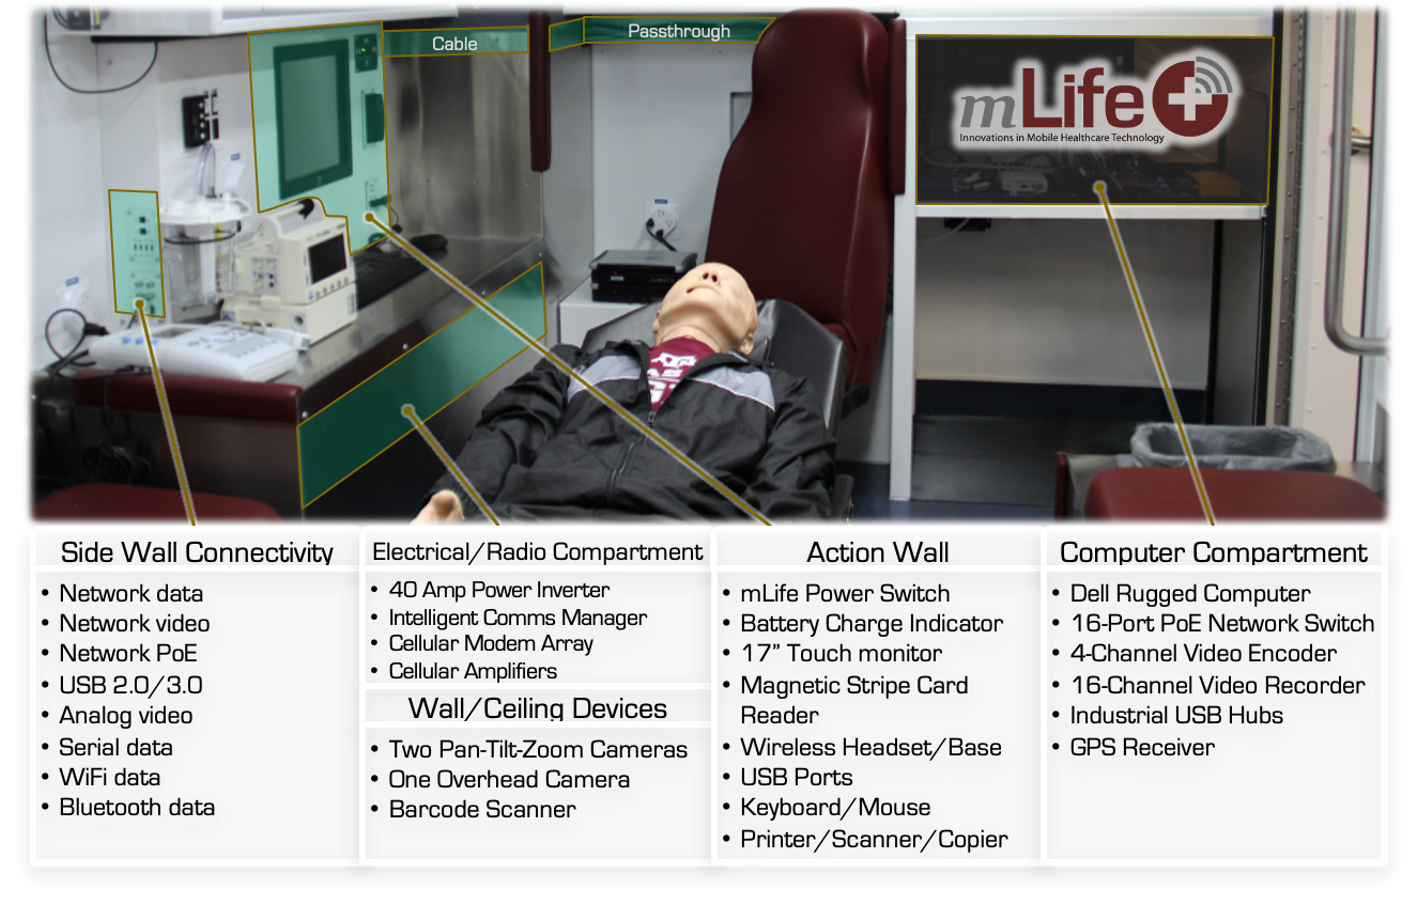 Cable
Passthrough
mLife
Innovations in Mobile Healthcare Technology
Side Wall Connectivity
• Network data
• Network video
• Network PoE
• USB 2.0/3.0
• Analog video
• Serial data
• WiFi data
• Bluetooth data
Electrical/Radio Compartment
• 40 Amp Power Inverter
• Intelligent Comms Manager
• Cellular Modem Array
• Cellular Amplifiers
Wall/Ceiling Devices
• Two Pan-Tilt-Zoom Cameras
• One Overhead Camera
• Barcode Scanner
Action Wall
• mLife Power Switch
• Battery Charge Indicator
• 17” Touch monitor
• Magnetic Stripe Card
Reader
• Wireless Headset/Base
• USB Ports
• Keyboard/Mouse
• Printer/Scanner/Copier
Computer Compartment
• Dell Rugged Computer
• 16-Port PoE Network Switch
• 4-Channel Video Encoder
• 16-Channel Video Recorder
• Industrial USB Hubs
• GPS Receiver